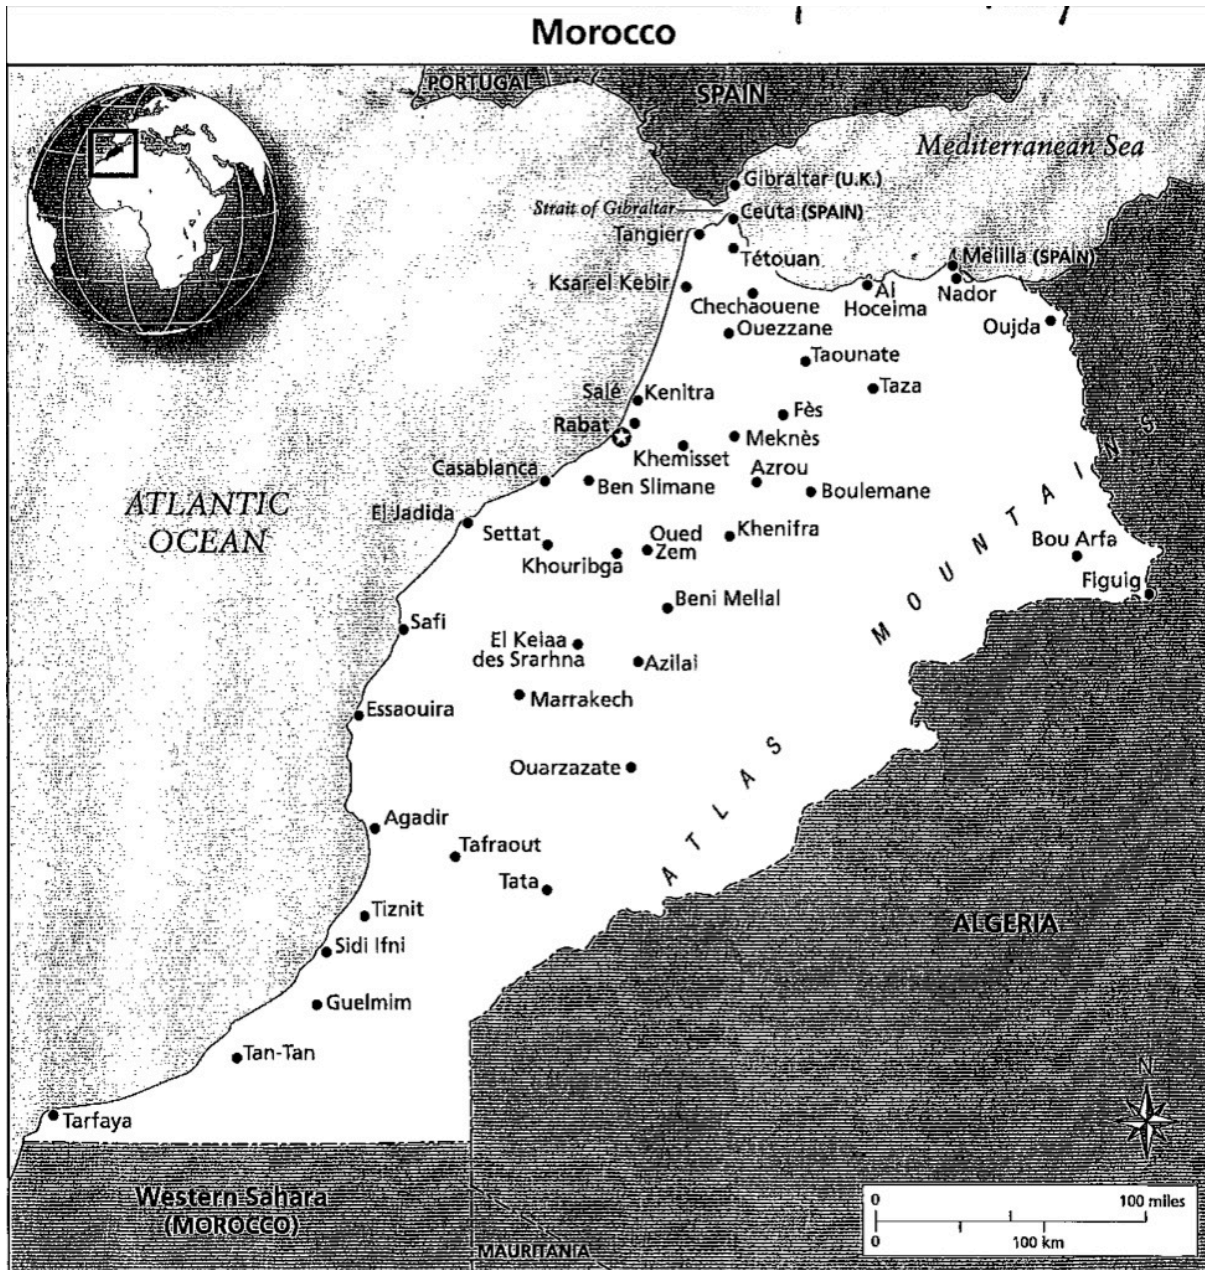 Morocco
PORTUGAL
SPAIN
Mediterranean Sea
Gibraltar (U.K.)
Strait of Gibraltar
Ceuta (SPAIN)
Tangier
Tétouan
Melilla (SPAIN)
Ksar el Kebir
Chechaouene
Al
Hoceima
Nador
Ouezzane
Oujda
Taounate
Taza
Salé
Kenitra
Fès
Rabat
Meknès
Khemisset
Casablanca
Azrou
Ben Slimane
Boulemane
ATLANTIC
OCEAN
El Jadida
Settat
Oued
Zem
Khenifra
Khouribga
Bou Arfa
Figuig
Beni Mellal
Safi
El Kelaa
des Srarhna
Azilal
Marrakech
Essaouira
Ouarzazate
ATLAS MOUNTAINS
Agadir
Tafraout
Tata
Tiznit
ALGERIA
Sidi Ifni
Guelmim
Tan-Tan
N
Tarfaya
Western Sahara
(MOROCCO)
0 100 miles
0 100 km
MAURITANIA